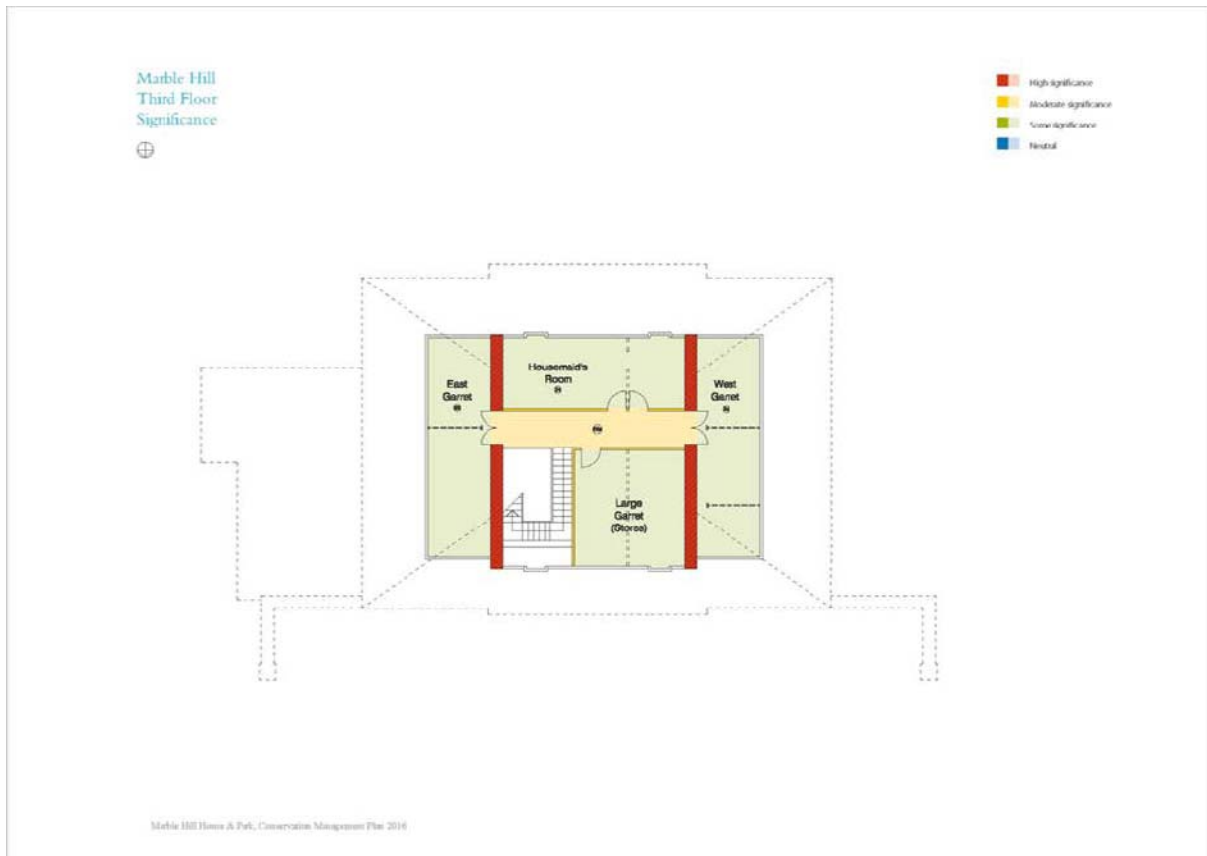 Marble Hill
Third Floor
Significance
High significance
Moderate significance
Some significance
Neutral
Housemaid's
Room
East
Garret
West
Garret
Large
Garret
(Stores)
Marble Hill House & Park, Conservation Management Plan 2016